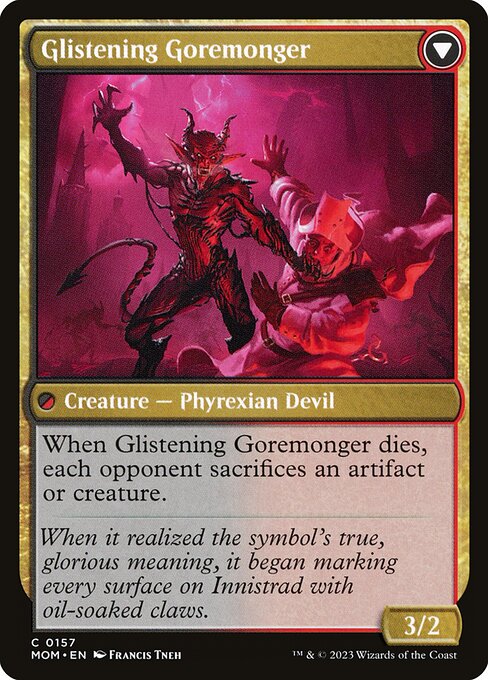 Glistening Goremonger
Creature — Phyrexian Devil
When Glistening Goremonger dies,
each opponent sacrifices an artifact
or creature.
When it realized the symbol's true,
glorious meaning, it began marking
every surface on Innistrad with
oil-soaked claws.
3/2
C 0157
MOM • EN Francis Tneh
™ & © 2023 Wizards of the Coast